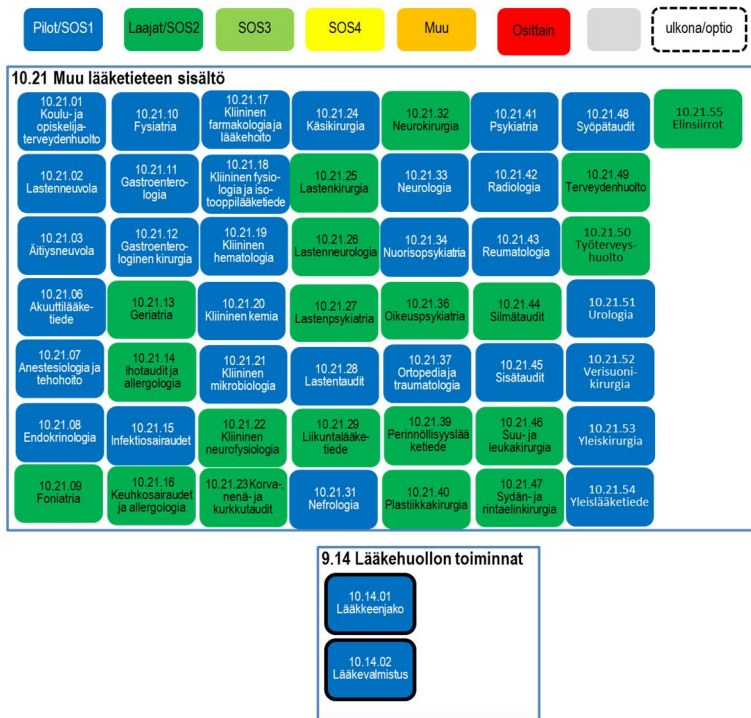 Pilot/SOS1
Laajat/SOS2
SOS3
SOS4
Muu
Osittain
ulkona/optio
10.21 Muu lääketieteen sisältö
10.21.01
Koulu- ja
opiskelija-
terveydenhuolto
10.21.10
Fysiatria
10.21.17
Kliininen
farmakologia ja
lääkehoito
10.21.24
Käsikirurgia
10.21.32
Neurokirurgia
10.21.41
Psykiatria
10.21.48
Syöpätaudit
10.21.55
Elinsiirrot
10.21.02
Lastenneuvola
10.21.11
Gastroentero-
logia
10.21.18
Kliininen fysio-
logia ja iso-
tooppilääketiede
10.21.25
Lastenkirurgia
10.21.33
Neurologia
10.21.42
Radiologia
10.21.49
Terveydenhuolto
10.21.03
Äitiysneuvola
10.21.12
Gastroentero-
loginen kirurgia
10.21.19
Kliininen
hematologia
10.21.26
Lastenneurologia
10.21.34
Nuorisopsykiatria
10.21.43
Reumatologia
10.21.50
Työterveys-
huolto
10.21.06
Akuuttilääke-
tiede
10.21.13
Geriatria
10.21.20
Kliininen kemia
10.21.27
Lastenpsykiatria
10.21.36
Oikeuspsykiatria
10.21.44
Silmätaudit
10.21.51
Urologia
10.21.07
Anestesiologia ja
tehohoito
10.21.14
Ihotaudit ja
allergologia
10.21.21
Kliininen
mikrobiologia
10.21.28
Lastentaudit
10.21.37
Ortopedia ja
traumatologia
10.21.45
Sisätaudit
10.21.52
Verisuoni-
kirurgia
10.21.08
Endokrinologia
10.21.15
Infektiosairaudet
10.21.22
Kliininen
neurofysiologia
10.21.29
Liikuntalääke-
tiede
10.21.39
Perinnöllisyyslää
ketiede
10.21.46
Suu- ja
leukakirurgia
10.21.53
Yleiskirurgia
10.21.09
Foniatria
10.21.16
Keuhkosairaudet
ja allergologia
10.21.23 Korva-,
nenä- ja
kurkkutaudit
10.21.31
Nefrologia
10.21.40
Plastiikkakirurgia
10.21.47
Sydän- ja
rintaelinkirurgia
10.21.54
Yleislääketiede
9.14 Lääkehuollon toiminnat
10.14.01
Lääkkeenjako
10.14.02
Lääkevalmistus